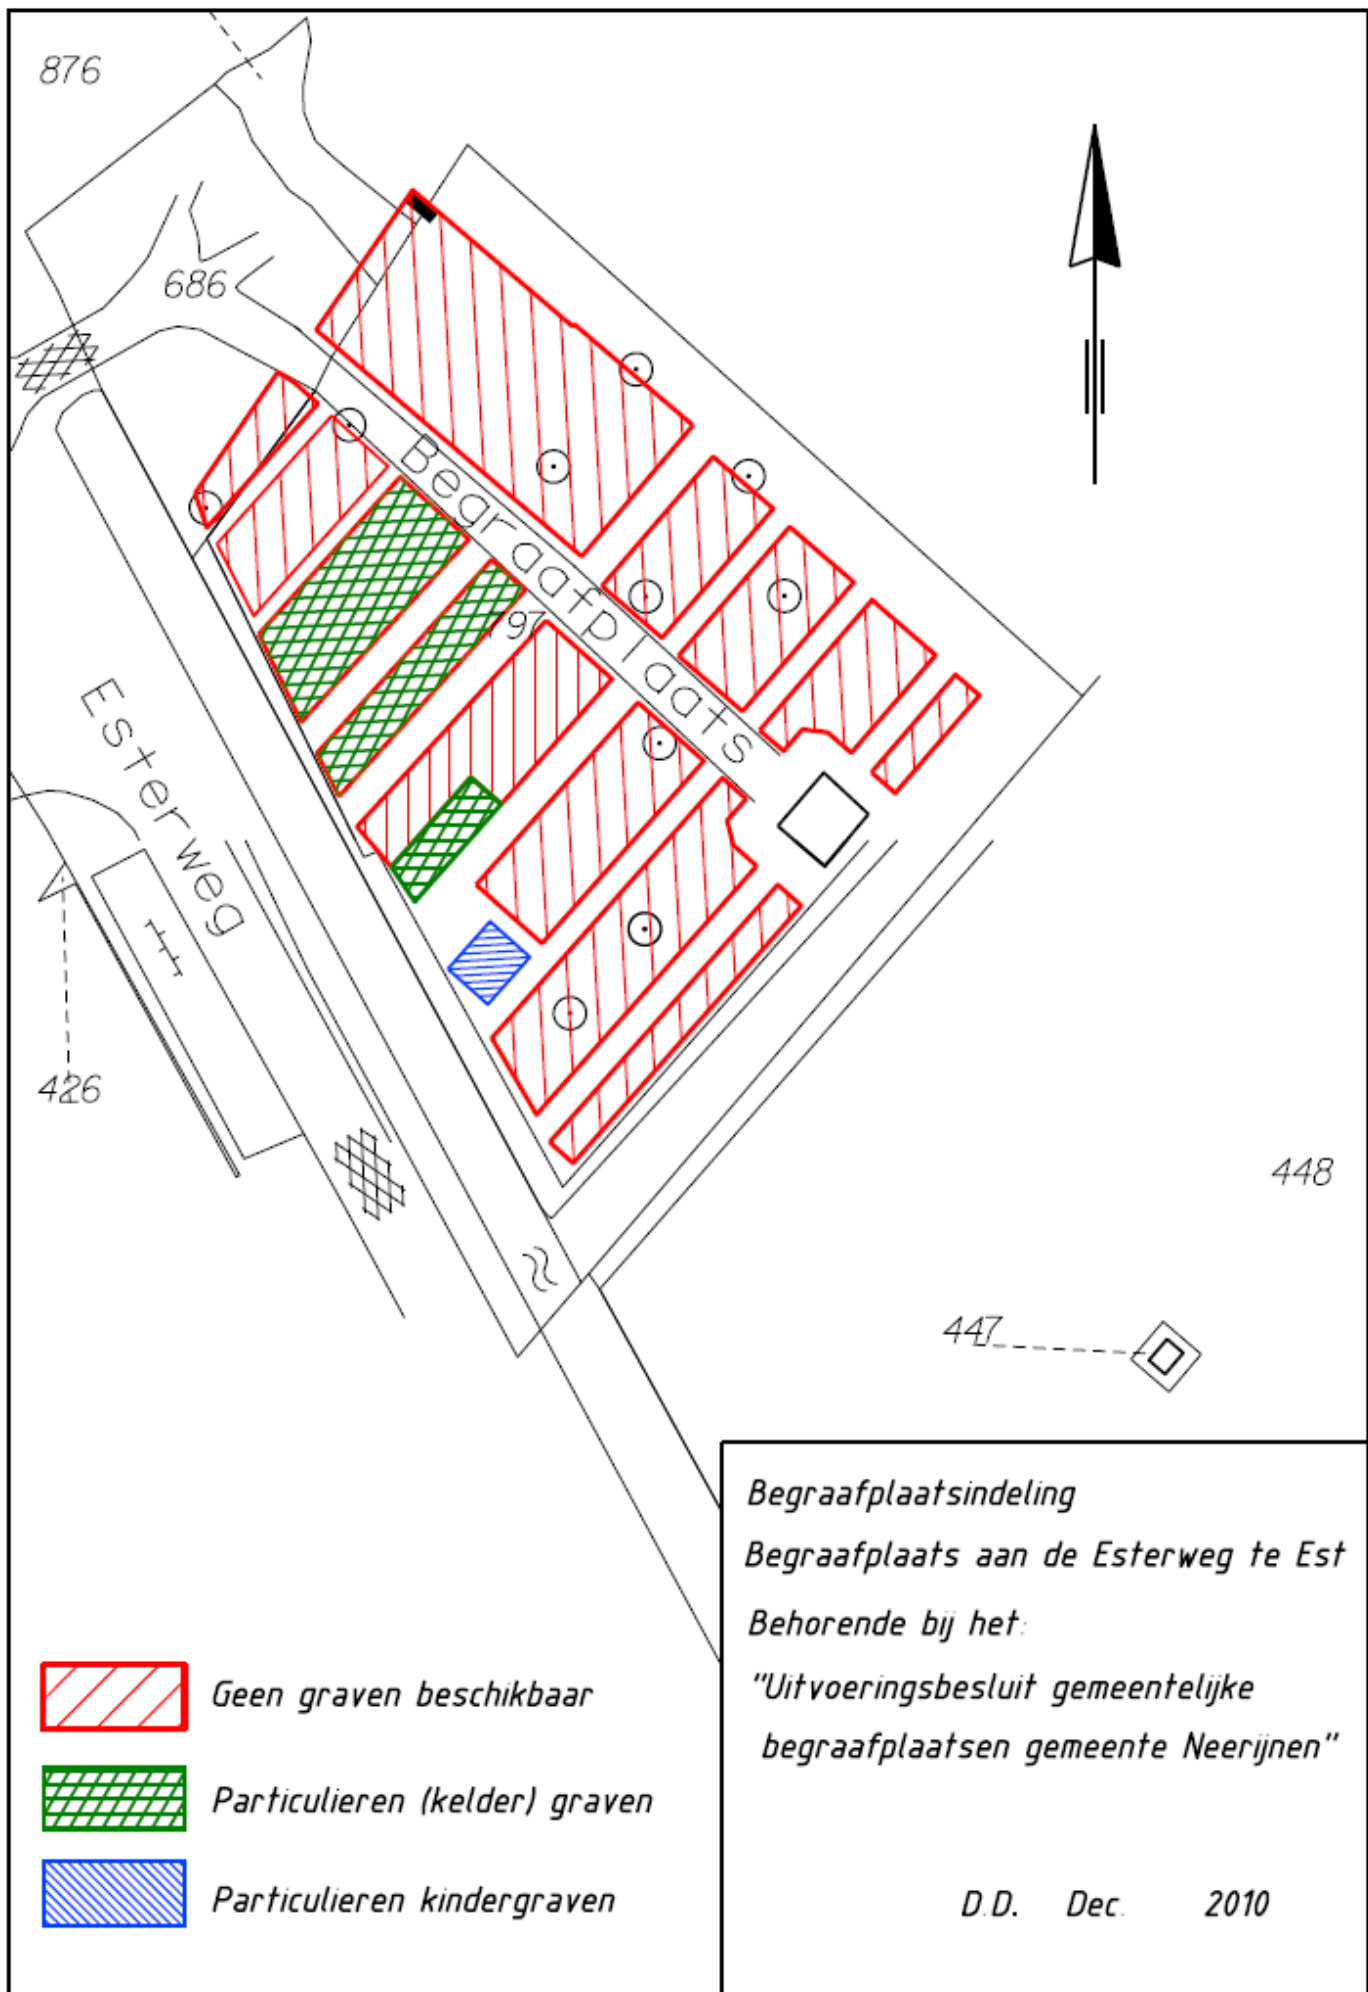 876
686
Begraafplaats
797
Esterweg
426
448
447
Begraafplaatsindeling
Begraafplaats aan de Esterweg te Est
Behorende bij het:
"Uitvoeringsbesluit gemeentelijke
begraafplaatsen gemeente Neerijnen"
D.D. Dec. 2010
Geen graven beschikbaar
Particulieren (kelder) graven
Particulieren kindergraven